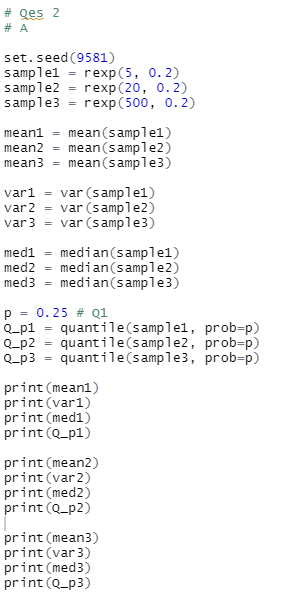 # Qes 2
# A
set.seed(9581)
sample1 = rexp(5, 0.2)
sample2 = rexp(20, 0.2)
sample3 = rexp(500, 0.2)
mean1 = mean(sample1)
mean2 = mean(sample2)
mean3 = mean(sample3)
var1 = var(sample1)
var2 = var(sample2)
var3 = var(sample3)
med1 = median(sample1)
med2 = median(sample2)
med3 = median(sample3)
p = 0.25 # Q1
Q_p1 = quantile(sample1, prob=p)
Q_p2 = quantile(sample2, prob=p)
Q_p3 = quantile(sample3, prob=p)
print(mean1)
print(var1)
print(med1)
print(Q_p1)
print(mean2)
print(var2)
print(med2)
print(Q_p2)
print(mean3)
print(var3)
print(med3)
print(Q_p3)